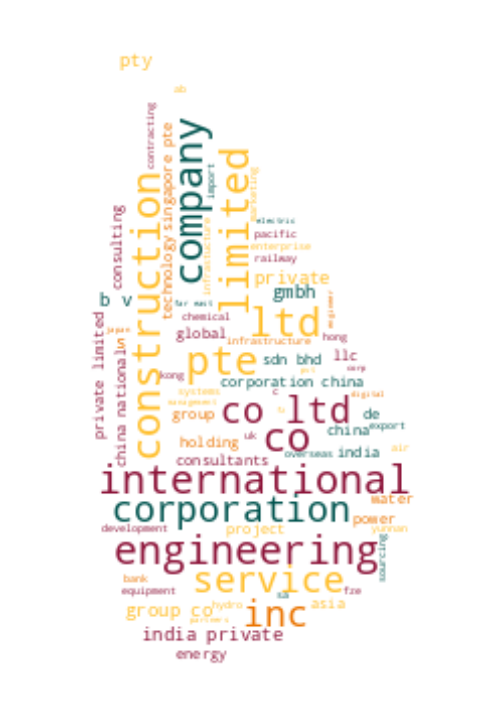 pty
ab
contracting
company
singapore pte
technology
limited
import
construction
marketing
infrastructure
consulting
electric
pacific
enterprise
railway
private
gmbh
b v
far east
engineer
ltd
chemical
private limited
japan
global
infrastructure
hong
s
china national
pte
sdn bhd
llc
corp
kong
corporation china
systems
c
digital
management
group
co ltd
de
export
china
holding
uk
co
consultants
overseas
india
air
international
corporation
water
power
development
project
yunnan
engineering
sourcing
bank
service
equipment
sa
fze
group co
hydro
asia
partners
inc
india private
energy